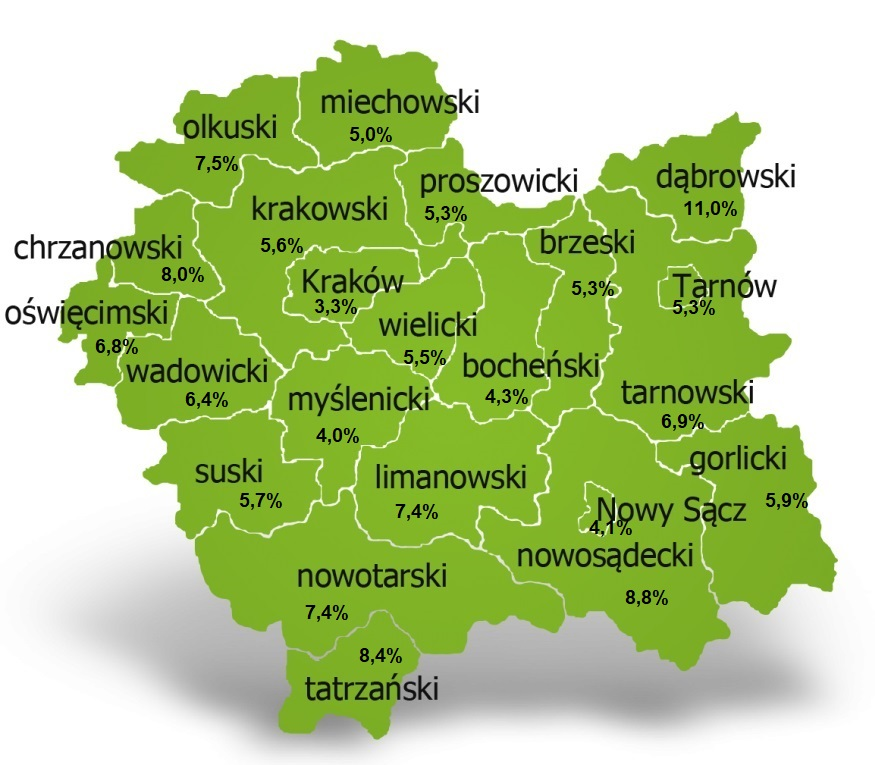 miechowski
5,0%
olkuski
7,5%
proszowicki
5,3%
dąbrowski
11,0%
krakowski
5,6%
chrzanowski
8,0%
brzeski
5,3%
Kraków
3,3%
Tarnów
5,3%
oświęcimski
6,8%
wielicki
5,5%
wadowicki
6,4%
bocheński
4,3%
myślenicki
4,0%
tarnowski
6,9%
suski
5,7%
limanowski
7,4%
gorlicki
5,9%
Nowy Sącz
4,1%
nowosądecki
8,8%
nowotarski
7,4%
8,4%
tatrzański